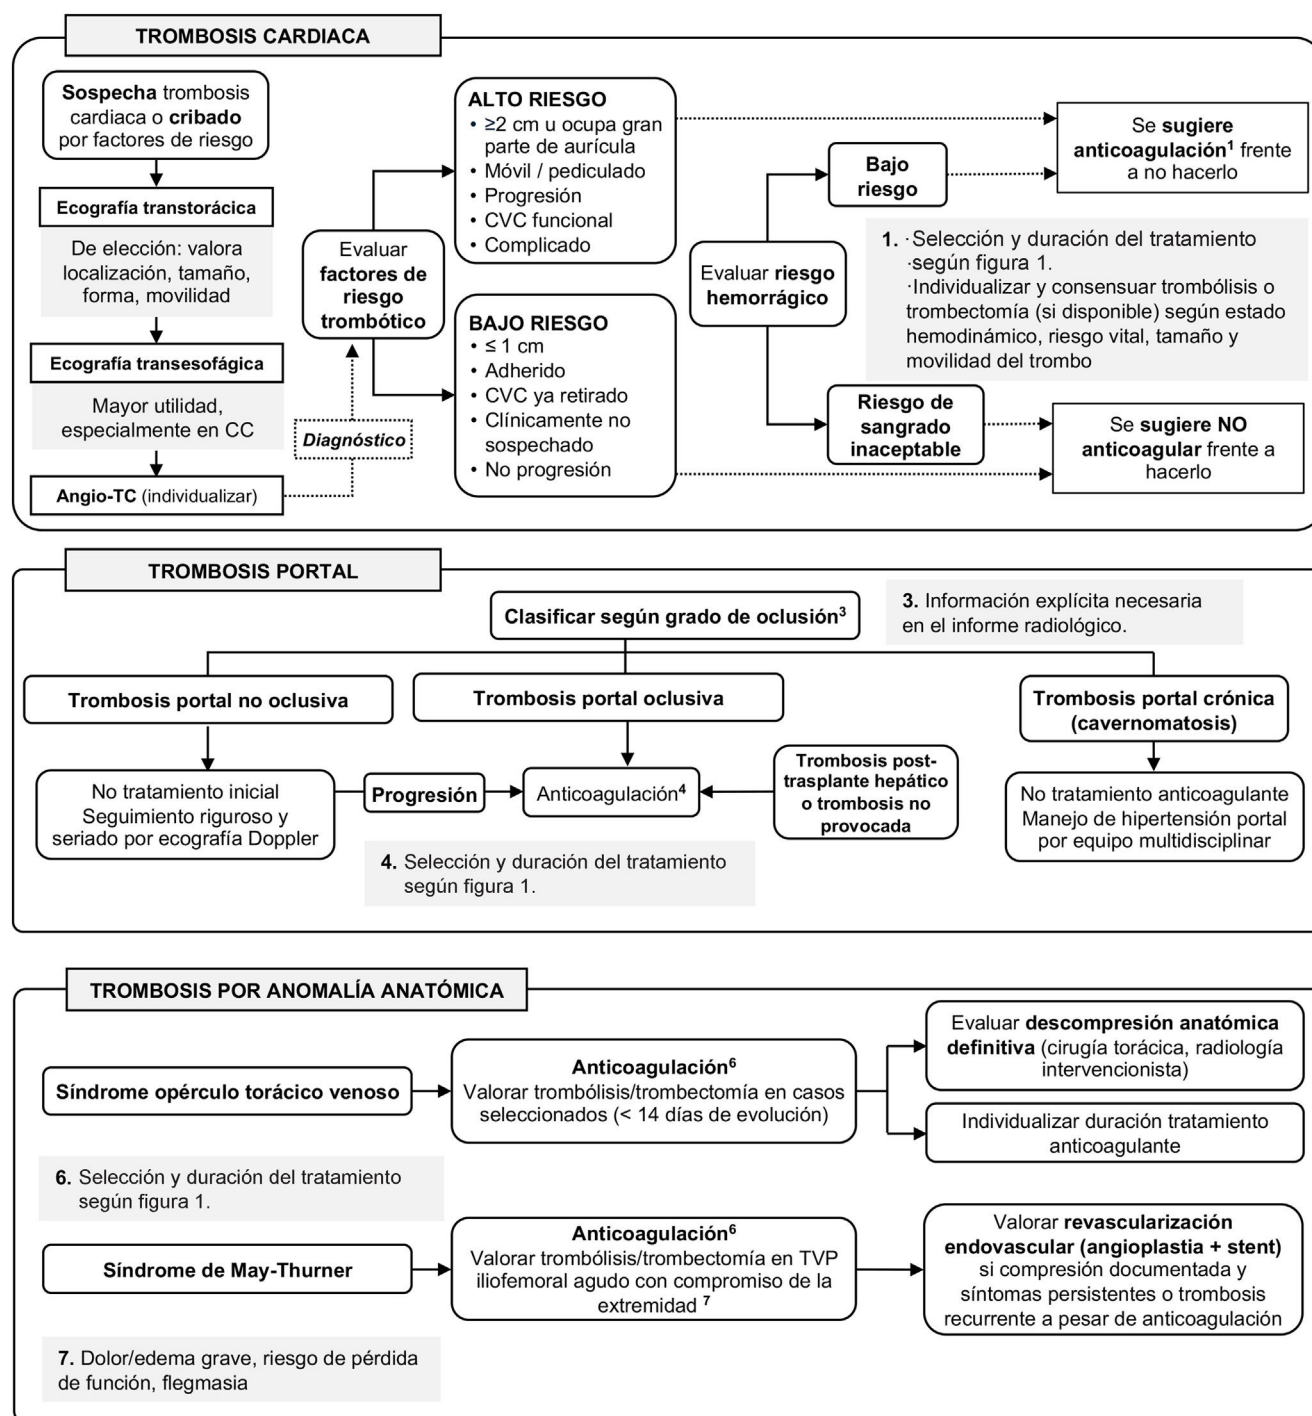 TROMBOSIS CARDIACA
Sospecha trombosis
cardiaca o cribado
por factores de riesgo
Ecografía transtorácica
De elección: valora
localización, tamaño,
forma, movilidad
Ecografía transesofágica
Mayor utilidad,
especialmente en CC
Angio-TC (individualizar)
Diagnóstico
Evaluar
factores de
riesgo
trombótico
ALTO RIESGO
• ≥2 cm u ocupa gran
parte de aurícula
• Móvil / pediculado
• Progresión
• CVC funcional
• Complicado
BAJO RIESGO
• ≤ 1 cm
• Adherido
• CVC ya retirado
• Clínicamente no
sospechado
• No progresión
Evaluar riesgo
hemorrágico
Bajo
riesgo
Riesgo de
sangrado
inaceptable
Se sugiere
anticoagulación1 frente
a no hacerlo
1. ·Selección y duración del tratamiento
·según figura 1.
·Individualizar y consensuar trombólisis o
trombectomía (si disponible) según estado
hemodinámico, riesgo vital, tamaño y
movilidad del trombo
Se sugiere NO
anticoagular frente a
hacerlo
TROMBOSIS PORTAL
Clasificar según grado de oclusión3
3. Información explícita necesaria
en el informe radiológico.
Trombosis portal no oclusiva
Trombosis portal oclusiva
Trombosis portal crónica
(cavernomatosis)
No tratamiento inicial
Seguimiento riguroso y
seriado por ecografía Doppler
Progresión
Anticoagulación4
Trombosis post-
trasplante hepático
o trombosis no
provocada
No tratamiento anticoagulante
Manejo de hipertensión portal
por equipo multidisciplinar
4. Selección y duración del tratamiento
según figura 1.
TROMBOSIS POR ANOMALÍA ANATÓMICA
Síndrome opérculo torácico venoso
Anticoagulación6
Valorar trombólisis/trombectomía en casos
seleccionados (< 14 días de evolución)
Evaluar descompresión anatómica
definitiva (cirugía torácica, radiología
intervencionista)
Individualizar duración tratamiento
anticoagulante
6. Selección y duración del tratamiento
según figura 1.
Síndrome de May-Thurner
Anticoagulación6
Valorar trombólisis/trombectomía en TVP
iliofemoral agudo con compromiso de la
extremidad 7
Valorar revascularización
endovascular (angioplastia + stent)
si compresión documentada y
síntomas persistentes o trombosis
recurrente a pesar de anticoagulación
7. Dolor/edema grave, riesgo de pérdida
de función, flegmasia